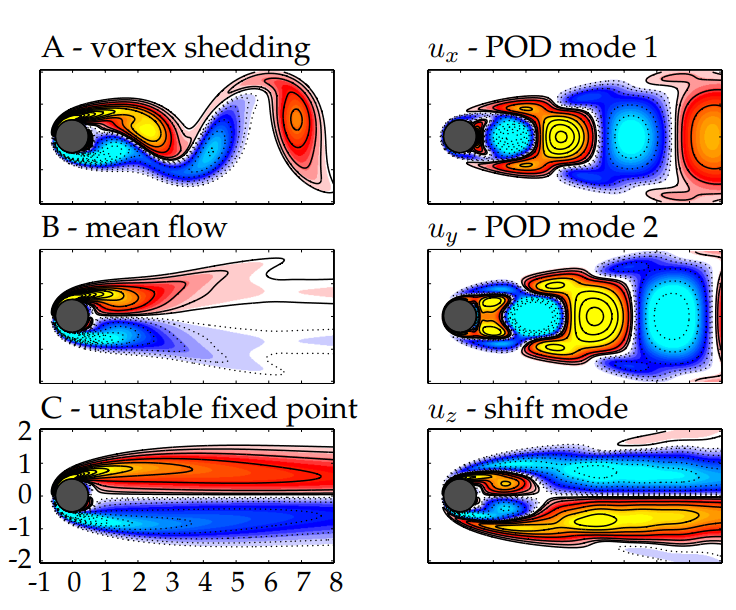 A - vortex shedding
u_x - POD mode 1
B - mean flow
u_y - POD mode 2
C - unstable fixed point
u_z - shift mode
2
1
0
-1
-2
-1 0 1 2 3 4 5 6 7 8